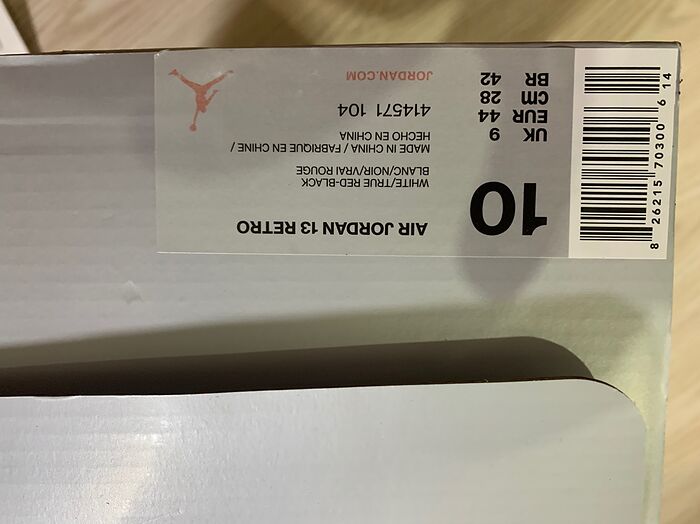 AIR JORDAN 13 RETRO
WHITE/TRUE RED-BLACK
BLANC/NOIR/VRAI ROUGE
MADE IN CHINA / FABRIQUE EN CHINE /
HECHO EN CHINA
414571 104
JORDAN.COM
10
UK 9
EUR 44
cm 28
BR 42
8 26215 70300 6 14